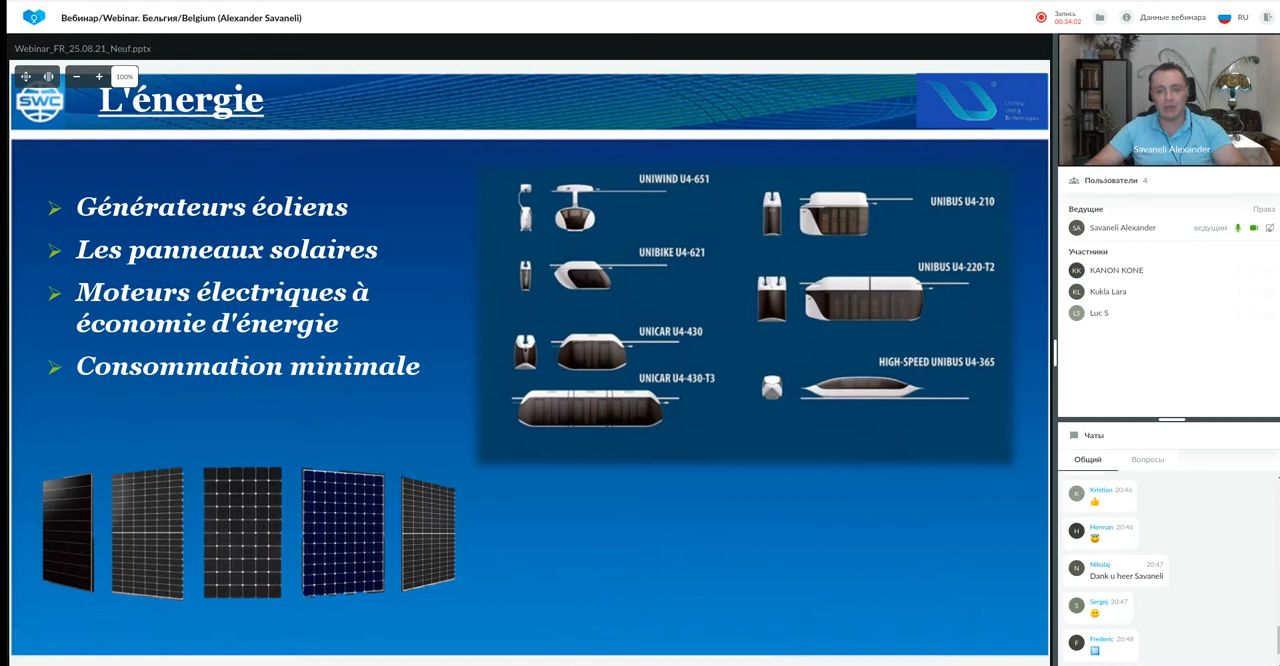 Вебинар/Webinar. Бельгия/Belgium (Alexander Savaneli)
Запись
00:34:02
Данные вебинара
RU
Webinar_FR_25.08.21_Neuf.pptx
100%
SWC
L'énergie
Générateurs éoliens
Les panneaux solaires
Moteurs électriques à
économie d'énergie
Consommation minimale
UNIWIND U4-651
UNIBIKE U4-621
UNICAR U4-430
UNICAR U4-430-T3
UNIBUS U4-210
UNIBUS U4-220-T2
HIGH-SPEED UNIBUS U4-365
Savaneli Alexander
Пользователи 4
Ведущие Права
SA Savaneli Alexander ведущий
Участники
KK KANON KONE
KL Kukla Lara
LS Luc S
Чаты
Общий Вопросы
K Kristian 20:46
👍
H Herman 20:46
😇
N Nikolaj 20:47
Dank u heer Savaneli
S Sergej 20:47
🙂
F Frederic 20:48